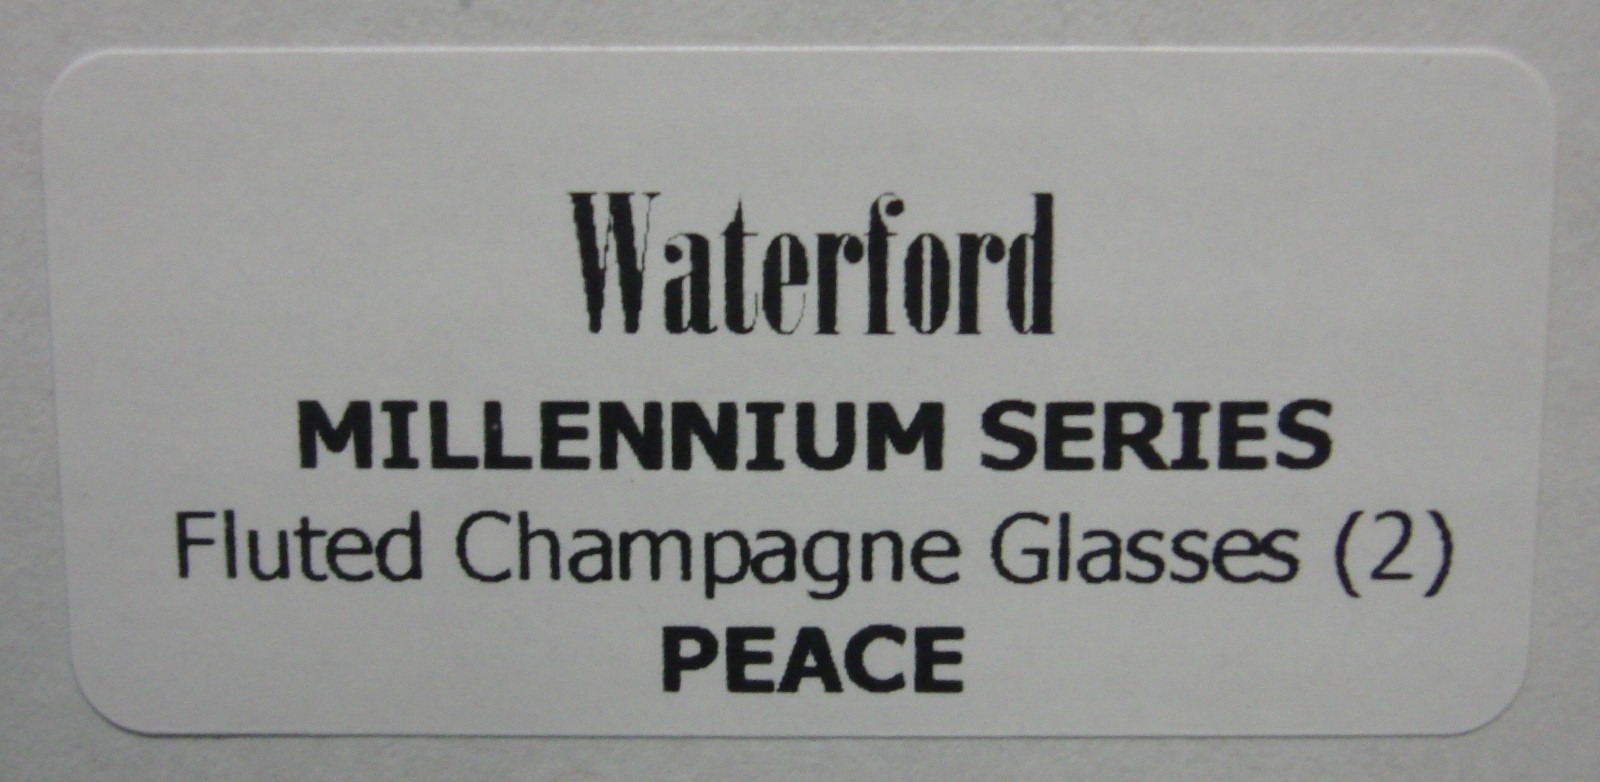 Waterford
MILLENNIUM SERIES
Fluted Champagne Glasses (2)
PEACE